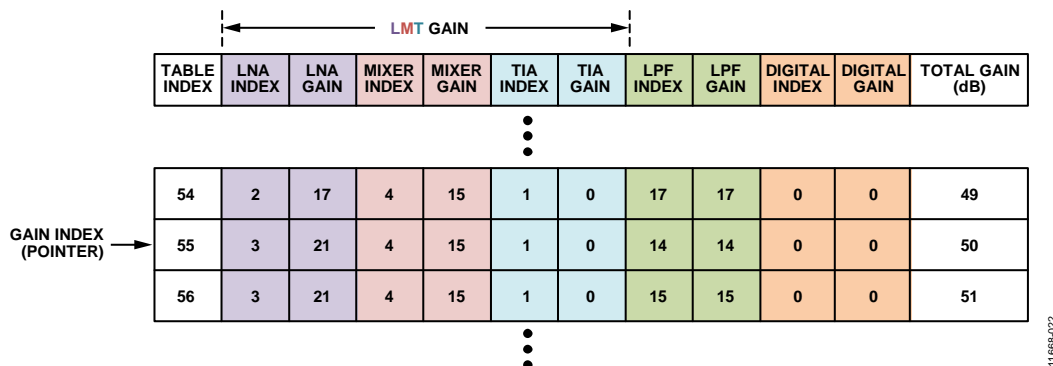 LMT GAIN
TABLE INDEX LNA INDEX LNA GAIN MIXER INDEX MIXER GAIN TIA INDEX TIA GAIN LPF INDEX LPF GAIN DIGITAL INDEX DIGITAL GAIN TOTAL GAIN (dB)
54 2 17 4 15 1 0 17 17 0 0 49
GAIN INDEX (POINTER) 55 3 21 4 15 1 0 14 14 0 0 50
56 3 21 4 15 1 0 15 15 0 0 51
11668-022